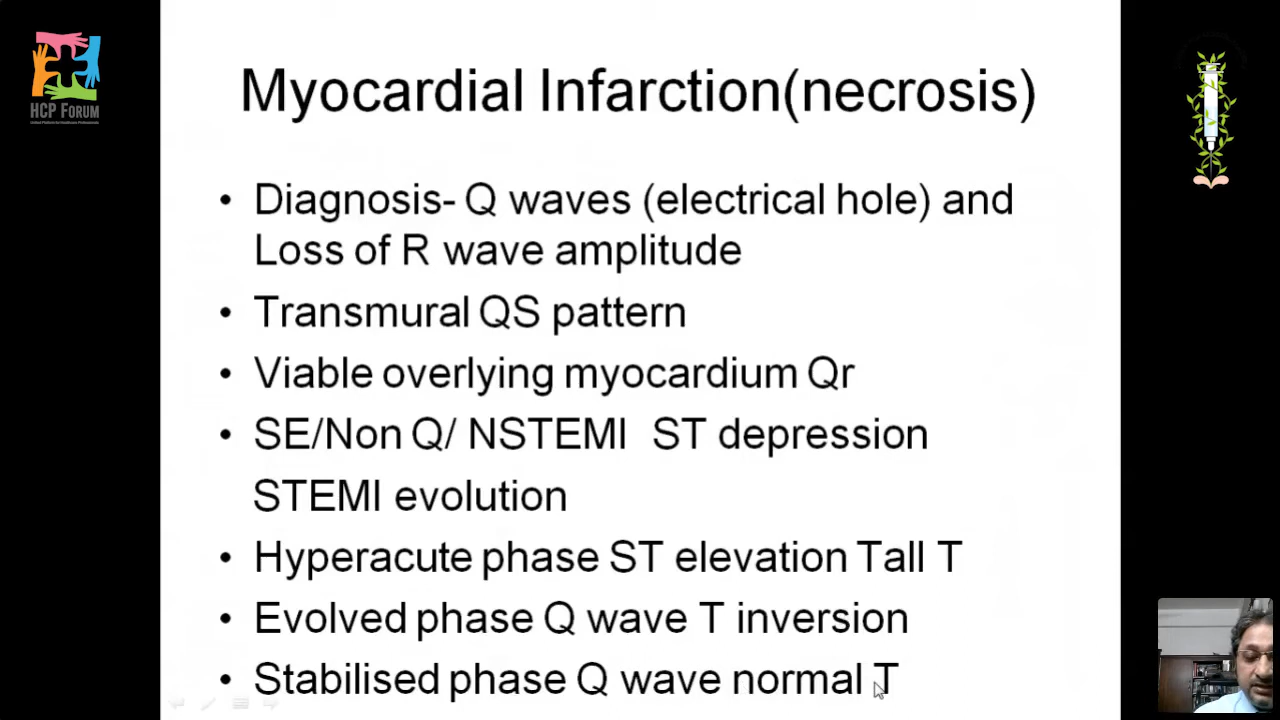 HCP FORUM
Myocardial Infarction(necrosis)
• Diagnosis- Q waves (electrical hole) and
Loss of R wave amplitude
• Transmural QS pattern
• Viable overlying myocardium Qr
• SE/Non Q/ NSTEMI ST depression
STEMI evolution
• Hyperacute phase ST elevation Tall T
• Evolved phase Q wave T inversion
• Stabilised phase Q wave normal T